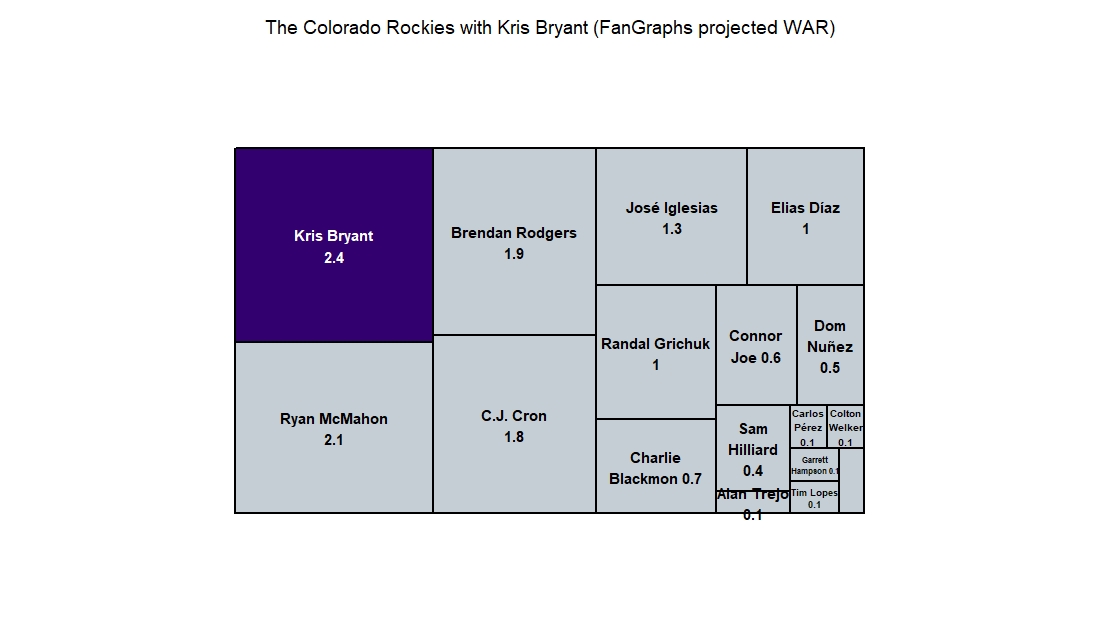 The Colorado Rockies with Kris Bryant (FanGraphs projected WAR)
Kris Bryant
2.4
Ryan McMahon
2.1
Brendan Rodgers
1.9
C.J. Cron
1.8
José Iglesias
1.3
Elias Díaz
1
Randal Grichuk
1
Charlie
Blackmon 0.7
Connor
Joe 0.6
Dom
Nuñez
0.5
Sam
Hilliard
0.4
Alan Trejo
0.1
Carlos
Pérez
0.1
Colton
Welker
0.1
Garrett
Hampson 0.1
Tim Lopes
0.1